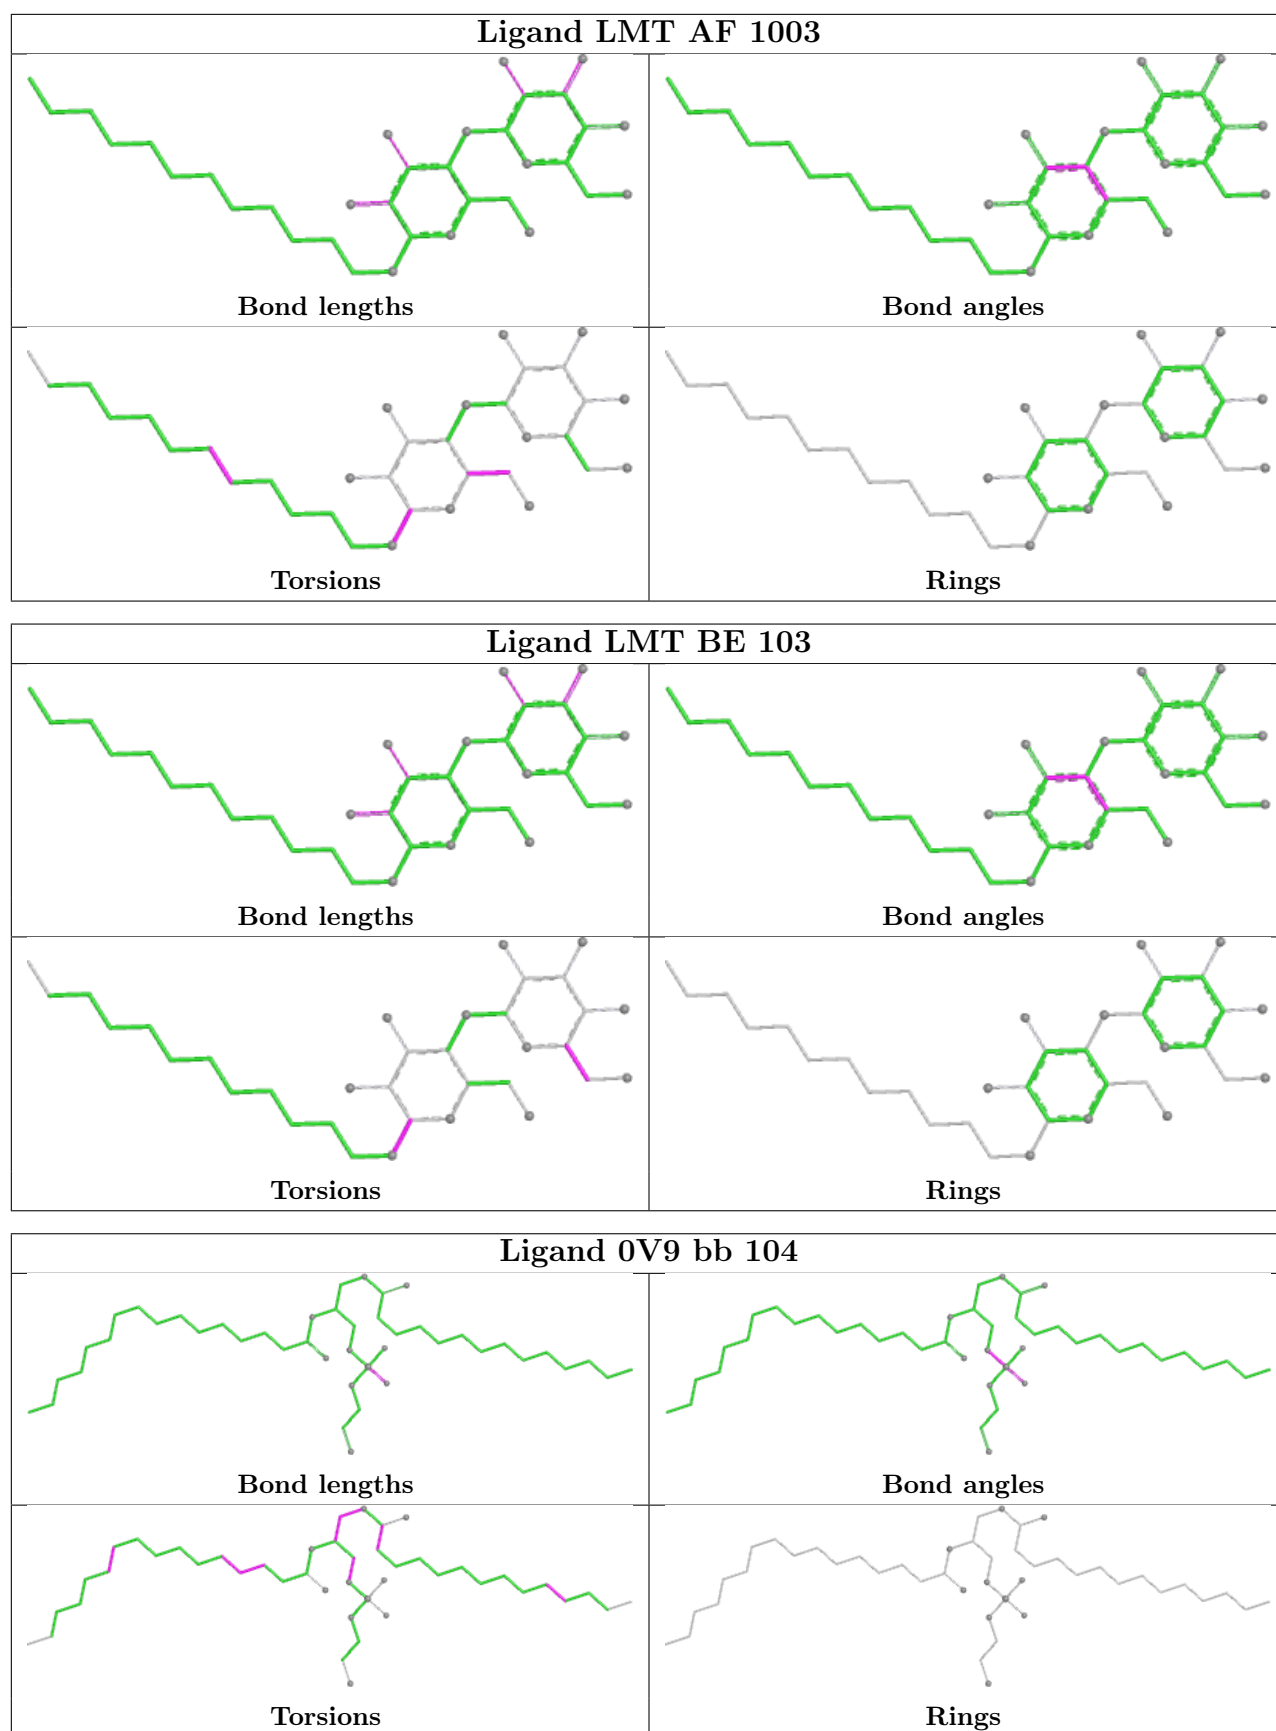 Ligand LMT AF 1003
Bond lengths
Bond angles
Torsions
Rings
Ligand LMT BE 103
Bond lengths
Bond angles
Torsions
Rings
Ligand 0V9 bb 104
Bond lengths
Bond angles
Torsions
Rings